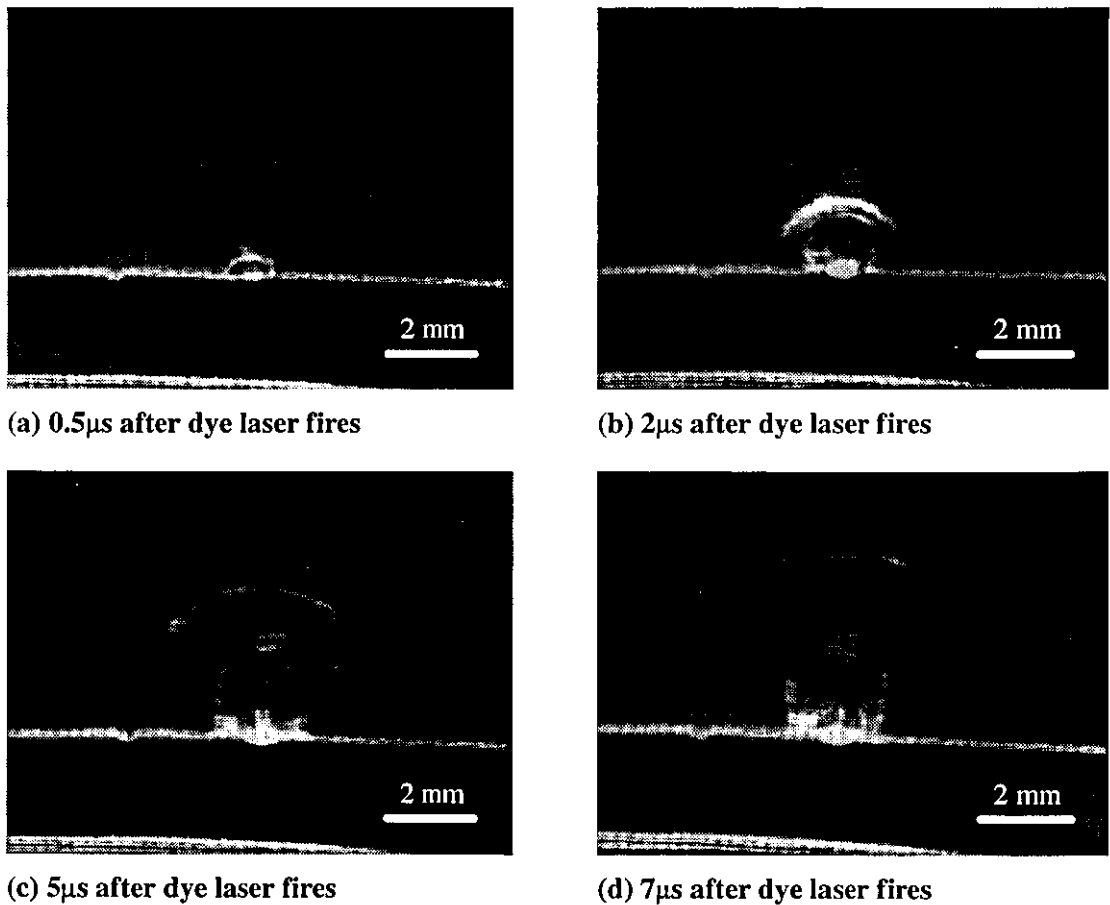 2 mm
2 mm
(a) 0.5μs after dye laser fires
(b) 2μs after dye laser fires
2 mm
2 mm
(c) 5μs after dye laser fires
(d) 7μs after dye laser fires